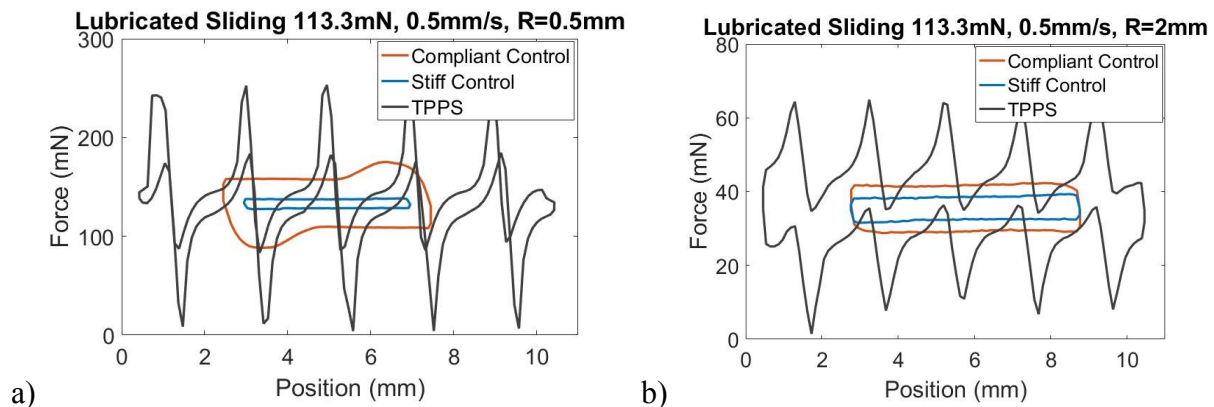 Lubricated Sliding 113.3mN, 0.5mm/s, R=0.5mm
300
200
100
0
Force (mN)
Compliant Control
Stiff Control
TPPS
0 2 4 6 8 10
Position (mm)
a)
Lubricated Sliding 113.3mN, 0.5mm/s, R=2mm
80
60
40
20
0
Force (mN)
Compliant Control
Stiff Control
TPPS
0 2 4 6 8 10
Position (mm)
b)